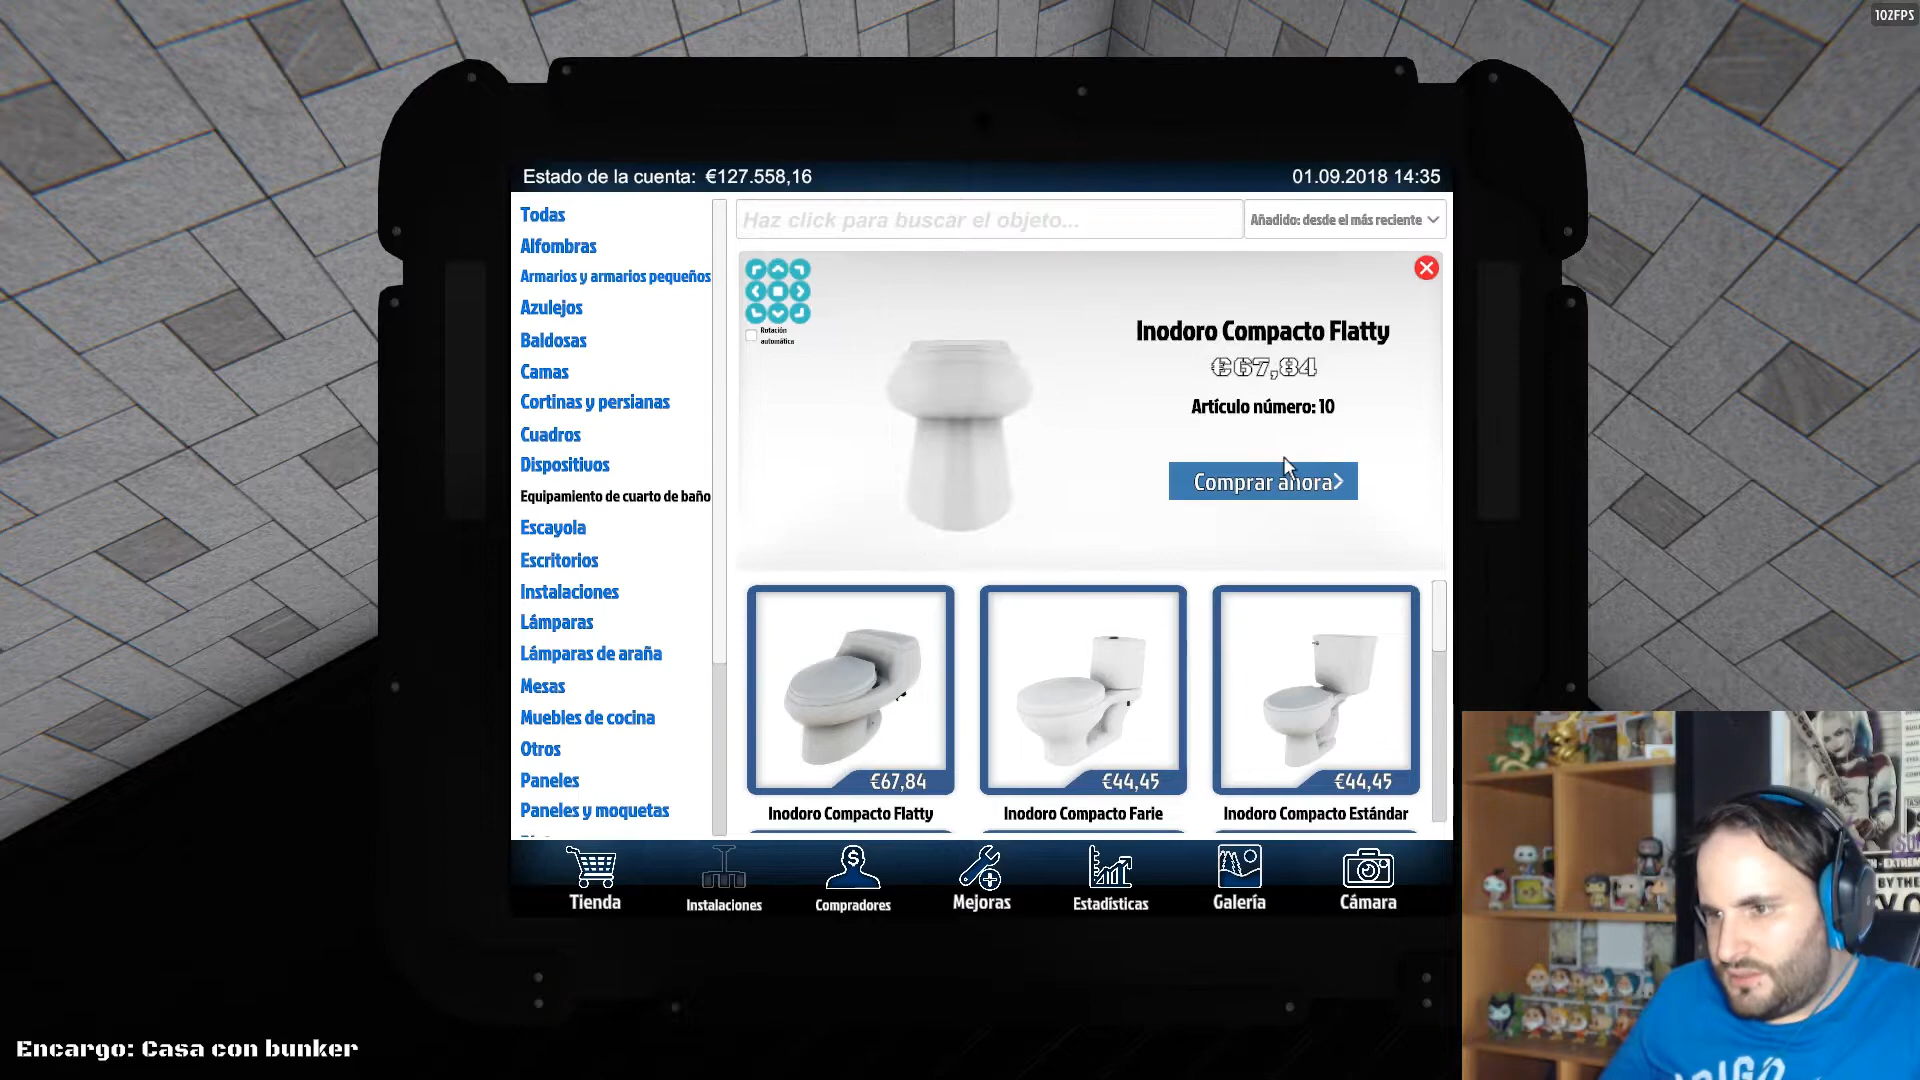 102FPS
Estado de la cuenta: €127.558,16
01.09.2018 14:35
Todas
Alfombras
Armarios y armarios pequeños
Azulejos
Baldosas
Camas
Cortinas y persianas
Cuadros
Dispositivos
Equipamiento de cuarto de baño
Escayola
Escritorios
Instalaciones
Lámparas
Lámparas de araña
Mesas
Muebles de cocina
Otros
Paneles
Paneles y moquetas
Haz click para buscar el objeto...
Añadido: desde el más reciente
Rotación
automática
Inodoro Compacto Flatty
€67,84
Artículo número: 10
Comprar ahora
€67,84
€44,45
€44,45
Inodoro Compacto Flatty
Inodoro Compacto Farie
Inodoro Compacto Estándar
Tienda
Instalaciones
Compradores
Mejoras
Estadísticas
Galería
Cámara
Encargo: Casa con bunker
BY THE